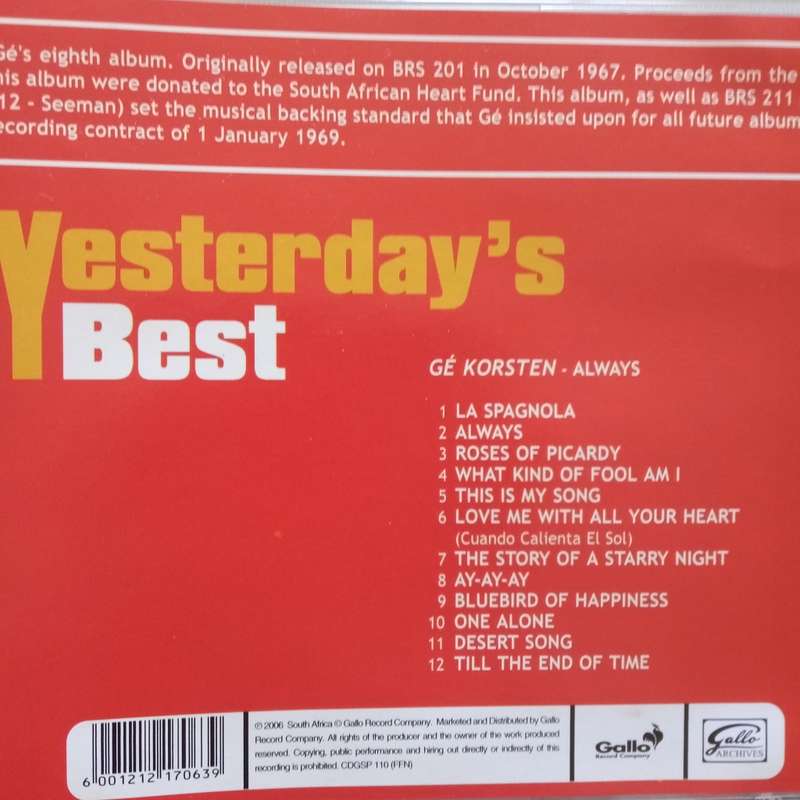 Gé's eighth album. Originally released on BRS 201 in October 1967. Proceeds from the
his album were donated to the South African Heart Fund. This album, as well as BRS 211
12 - Seeman) set the musical backing standard that Gé insisted upon for all future album
ecording contract of 1 January 1969.
Yesterday's
Best
GÉ KORSTEN - ALWAYS
1 LA SPAGNOLA
2 ALWAYS
3 ROSES OF PICARDY
4 WHAT KIND OF FOOL AM I
5 THIS IS MY SONG
6 LOVE ME WITH ALL YOUR HEART
(Cuando Calienta El Sol)
7 THE STORY OF A STARRY NIGHT
8 AY-AY-AY
9 BLUEBIRD OF HAPPINESS
10 ONE ALONE
11 DESERT SONG
12 TILL THE END OF TIME
℗ 2006 South Africa © Gallo Record Company. Marketed and Distributed by Gallo
Record Company. All rights of the producer and the owner of the work produced
reserved. Copying, public performance and hiring out directly or indirectly of this
recording is prohibited. CDGSP 110 (FFN)
6 001212 170639
Gallo
Record Company
Gallo
ARCHIVES